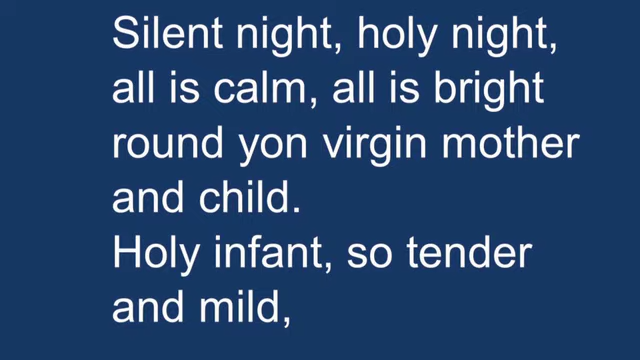 Silent night, holy night,
all is calm, all is bright
round yon virgin mother
and child.
Holy infant, so tender
and mild,